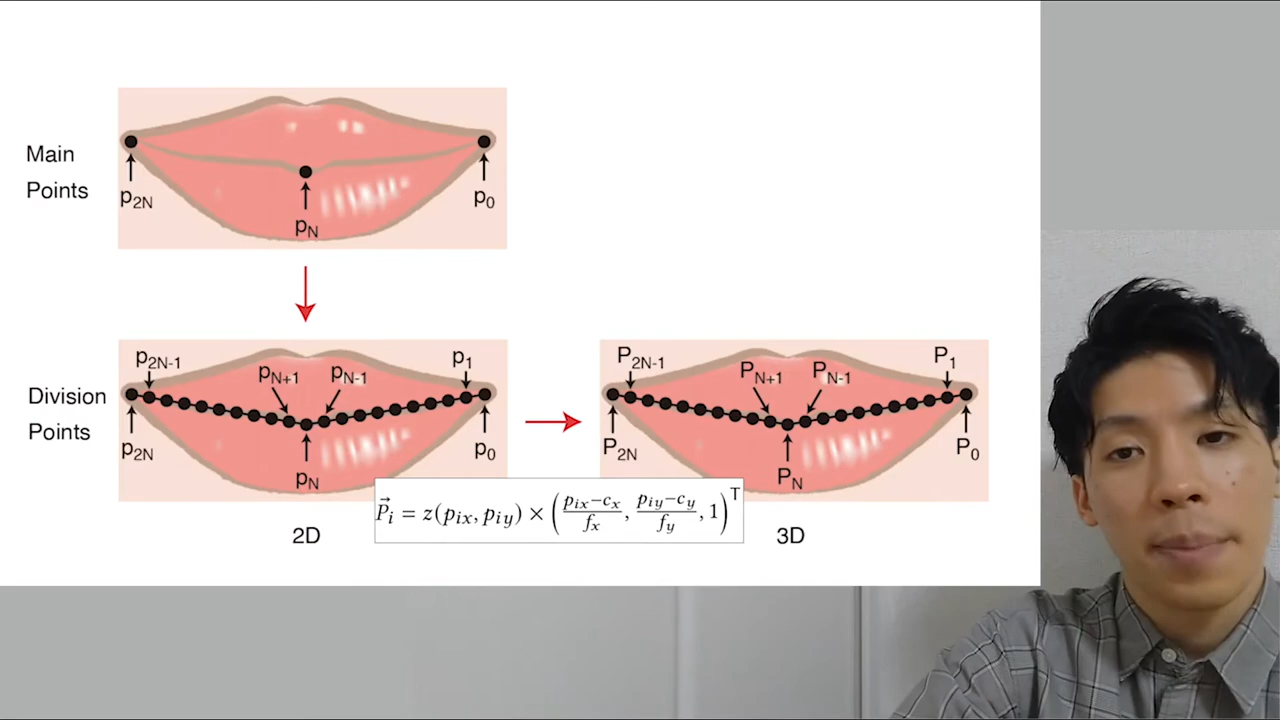 Main
Points
p2N
p0
pN
Division
Points
p2N-1
pN+1
pN-1
p1
p2N
pN
p0
2D
P2N-1
PN+1
PN-1
P1
P2N
PN
P0
3D
P⃗i = z(pix, piy) × (pix−cx/fx, piy−cy/fy, 1)T